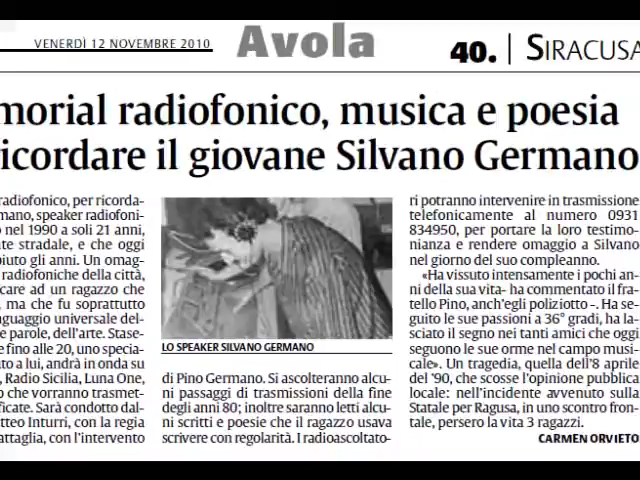 VENERDÌ 12 NOVEMBRE 2010
Avola
40. | SIRACUSA
morial radiofonico, musica e poesia
ricordare il giovane Silvano Germano
radiofonico, per ricorda-
mano, speaker radiofoni-
o nel 1990 a soli 21 anni,
te stradale, e che oggi
piuto gli anni. Un omag-
radiofoniche della città,
care ad un ragazzo che
, ma che fu soprattutto
nguaggio universale del-
e parole, dell'arte. Stase-
e fino alle 20, uno specia-
ato a lui, andrà in onda su
, Radio Sicilia, Luna One,
o che vorranno trasmet-
ificate. Sarà condotto dal-
tteo Inturri, con la regia
attaglia, con l'intervento
LO SPEAKER SILVANO GERMANO
di Pino Germano. Si ascolteranno alcu-
ni passaggi di trasmissioni della fine
degli anni 80; inoltre saranno letti alcu-
ni scritti e poesie che il ragazzo usava
scrivere con regolarità. I radioascoltato-
ri potranno intervenire in trasmissione
telefonicamente al numero 0931
834950, per portare la loro testimo-
nianza e rendere omaggio a Silvano
nel giorno del suo compleanno.
«Ha vissuto intensamente i pochi an-
ni della sua vita- ha commentato il fra-
tello Pino, anch'egli poliziotto -. Ha se-
guito le sue passioni a 36° gradi, ha la-
sciato il segno nei tanti amici che oggi
seguono le sue orme nel campo musi-
cale». Un tragedia, quella dell'8 aprile
del '90, che scosse l'opinione pubblica
locale: nell'incidente avvenuto sulla
Statale per Ragusa, in uno scontro fron-
tale, persero la vita 3 ragazzi.
CARMEN ORVIETO